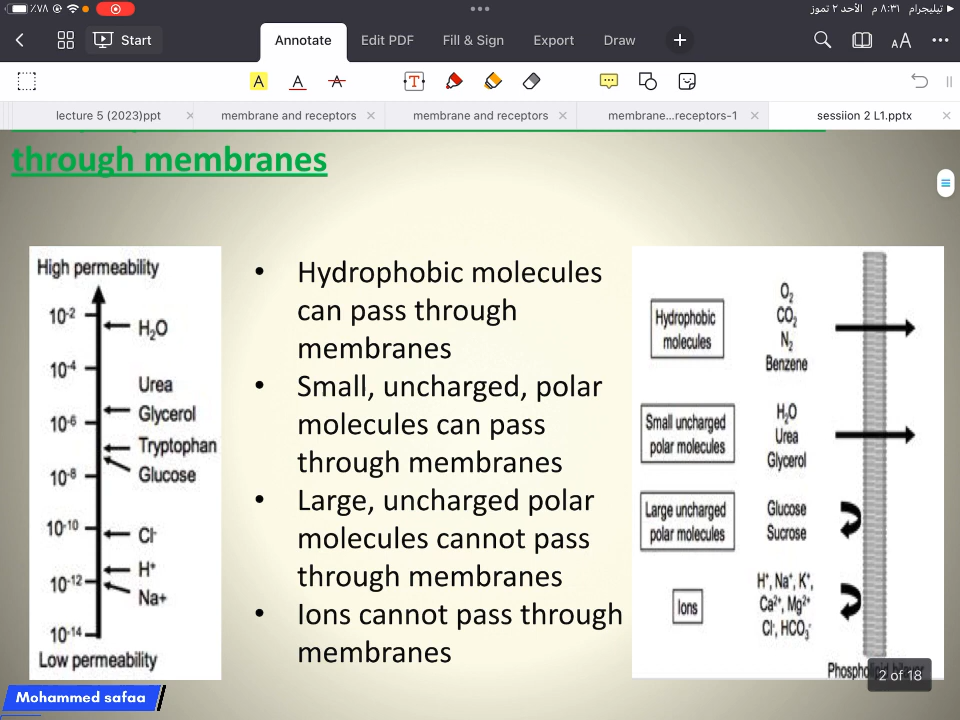 ٪٧٨
تيليجرام ◀ ٨:٣١ م الأحد ٢ تموز
Start
Annotate
Edit PDF
Fill & Sign
Export
Draw
AA
A A A T
lecture 5 (2023)ppt
membrane and receptors
membrane and receptors
membrane...receptors-1
sessiion 2 L1.pptx
through membranes
High permeability
10⁻²
H₂O
10⁻⁴
Urea
10⁻⁶
Glycerol
Tryptophan
10⁻⁸
Glucose
10⁻¹⁰
Cl⁻
H⁺
10⁻¹²
Na+
10⁻¹⁴
Low permeability
• Hydrophobic molecules
can pass through
membranes
• Small, uncharged, polar
molecules can pass
through membranes
• Large, uncharged polar
molecules cannot pass
through membranes
• Ions cannot pass through
membranes
Hydrophobic
molecules
O₂
CO₂
N₂
Benzene
Small uncharged
polar molecules
H₂O
Urea
Glycerol
Large uncharged
polar molecules
Glucose
Sucrose
Ions
H⁺, Na⁺, K⁺,
Ca²⁺, Mg²⁺
Cl⁻, HCO₃⁻
2 of 18
Mohammed safaa